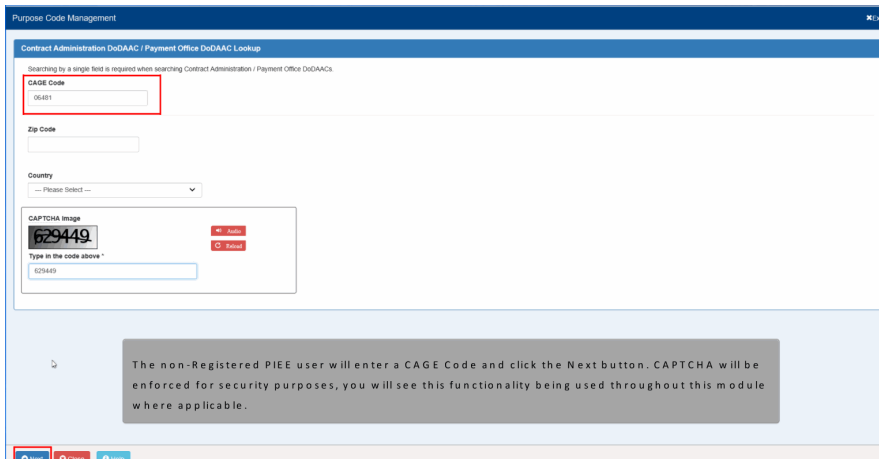 Purpose Code Management
Contract Administration DoDAAC / Payment Office DoDAAC Lookup
Searching by a single field is required when searching Contract Administration / Payment Office DoDAACs.
CAGE Code
06481
Zip Code
Country
--- Please Select ---
CAPTCHA Image
629449
Audio
Reload
Type in the code above *
629449
The non-Registered PIEE user will enter a CAGE Code and click the Next button. CAPTCHA will be
enforced for security purposes, you will see this functionality being used throughout this module
where applicable.
Next Close Help